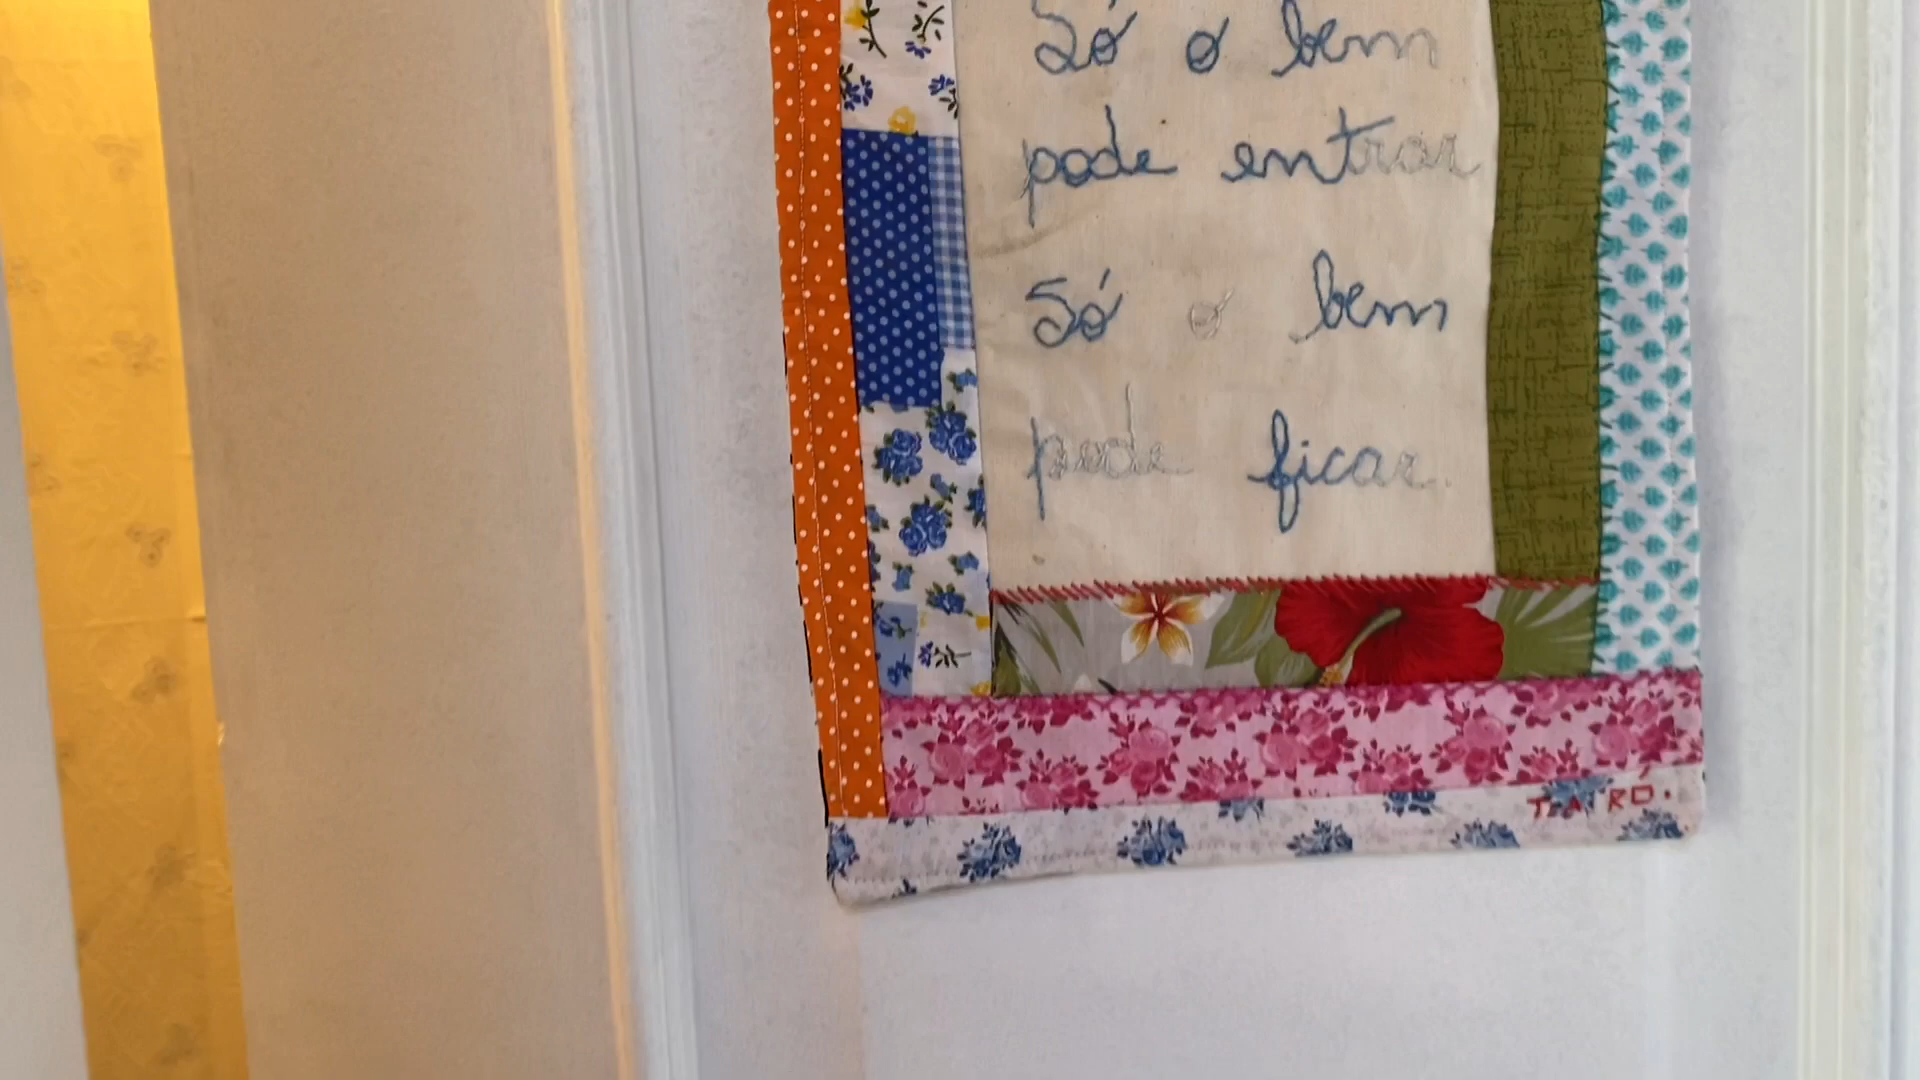 Só o bem
pode entrar
Só o bem
pode ficar.